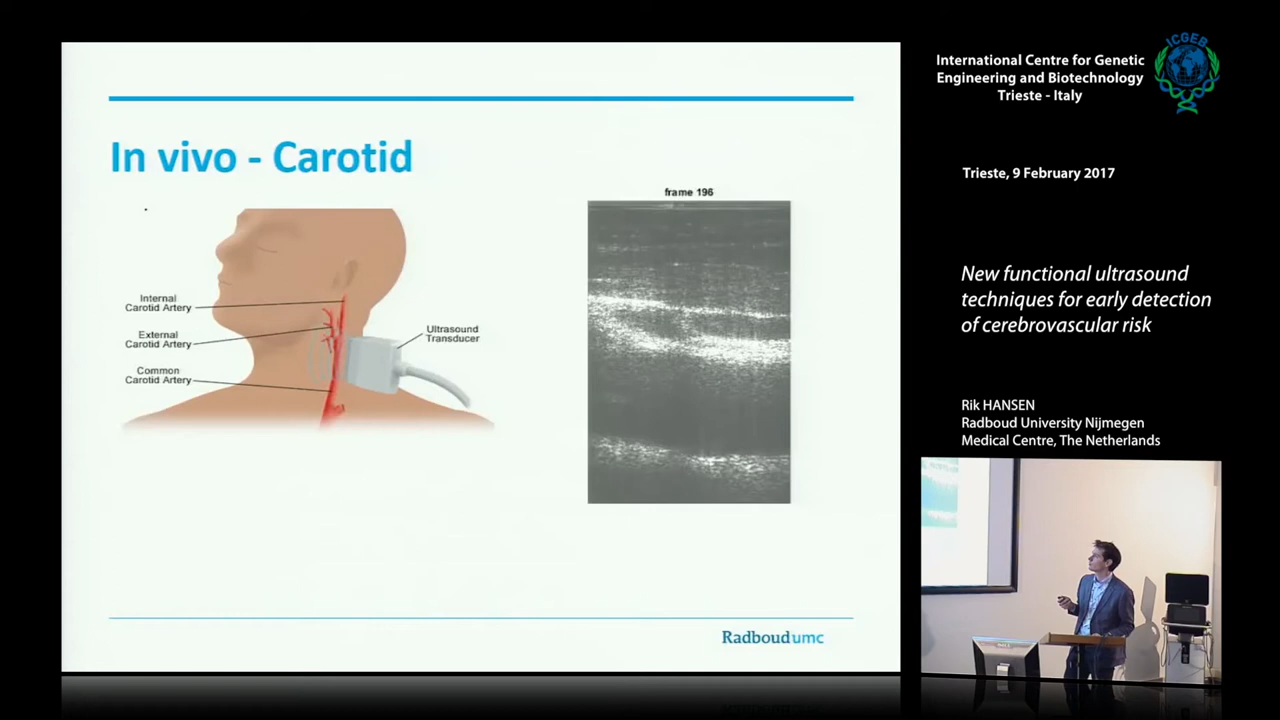 In vivo - Carotid
frame 196
Internal
Carotid Artery
External
Carotid Artery
Common
Carotid Artery
Ultrasound
Transducer
Radboudumc
International Centre for Genetic
Engineering and Biotechnology
Trieste - Italy
ICGEB
Trieste, 9 February 2017
New functional ultrasound
techniques for early detection
of cerebrovascular risk
Rik HANSEN
Radboud University Nijmegen
Medical Centre, The Netherlands